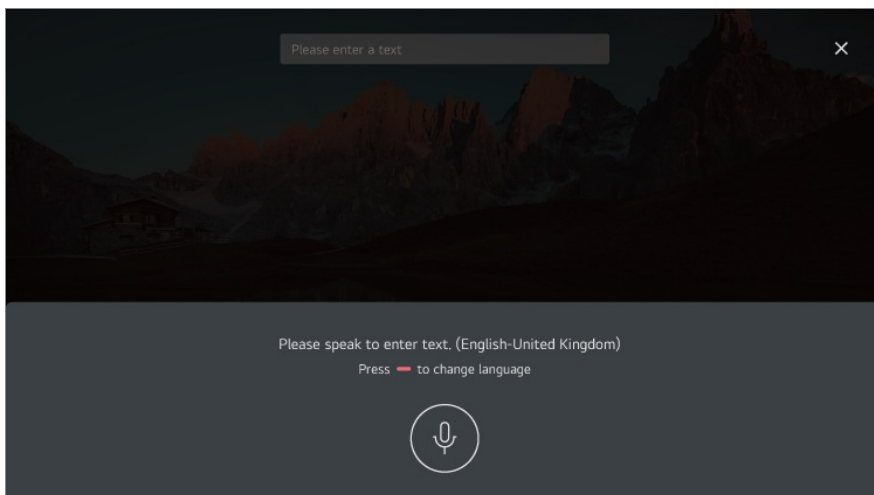 Please enter a text
Please speak to enter text. (English-United Kingdom)
Press to change language